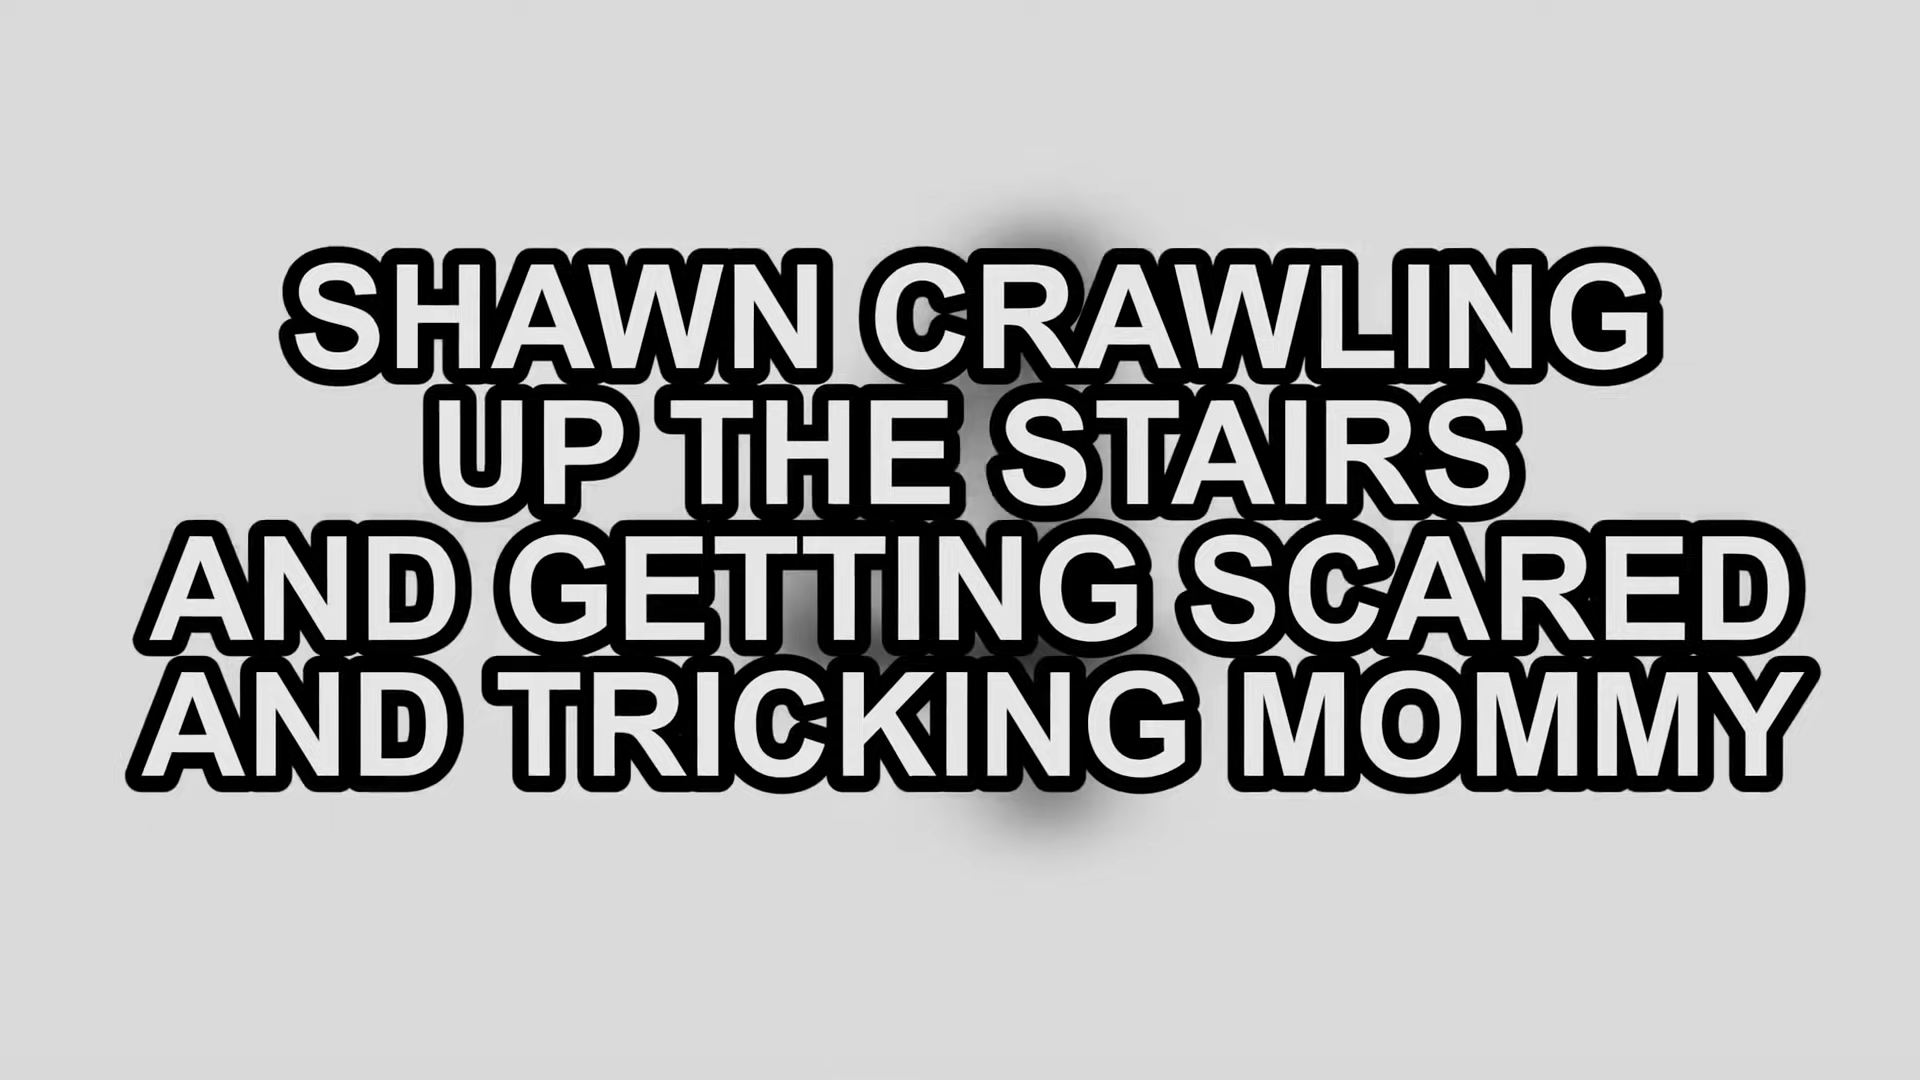 SHAWN CRAWLING
UP THE STAIRS
AND GETTING SCARED
AND TRICKING MOMMY